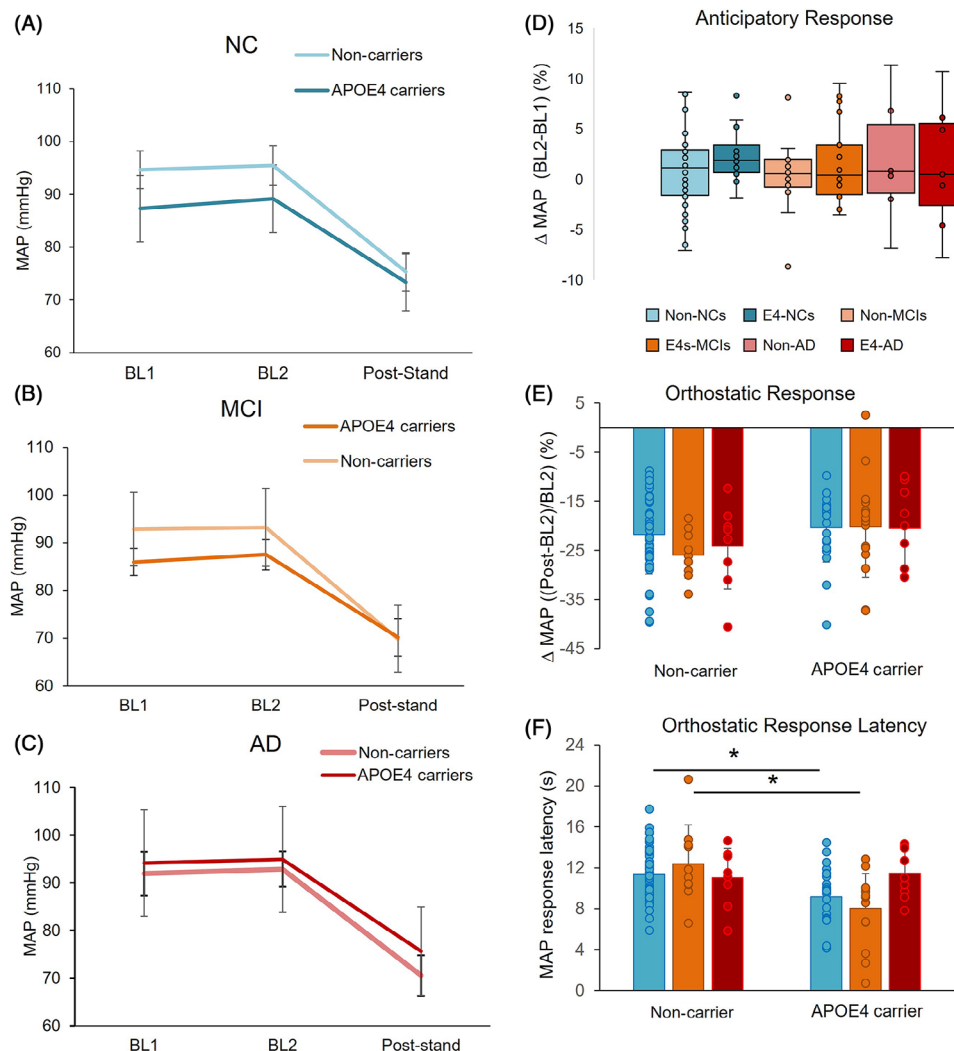 (A)
NC
Non-carriers
APOE4 carriers
MAP (mmHg)
110
100
90
80
70
60
BL1 BL2 Post-Stand
(B)
MCI
APOE4 carriers
Non-carriers
MAP (mmHg)
110
100
90
80
70
60
BL1 BL2 Post-stand
(C)
AD
Non-carriers
APOE4 carriers
MAP (mmHg)
110
100
90
80
70
60
BL1 BL2 Post-stand
(D)
Anticipatory Response
Δ MAP (BL2-BL1) (%)
15
10
5
0
-5
-10
Non-NCs E4-NCs Non-MCIs
E4s-MCIs Non-AD E4-AD
(E)
Orthostatic Response
Δ MAP ((Post-BL2)/BL2) (%)
5
-5
-15
-25
-35
-45
Non-carrier APOE4 carrier
(F)
Orthostatic Response Latency
MAP response latency (s)
24
20
16
12
8
4
0
*
*
Non-carrier APOE4 carrier